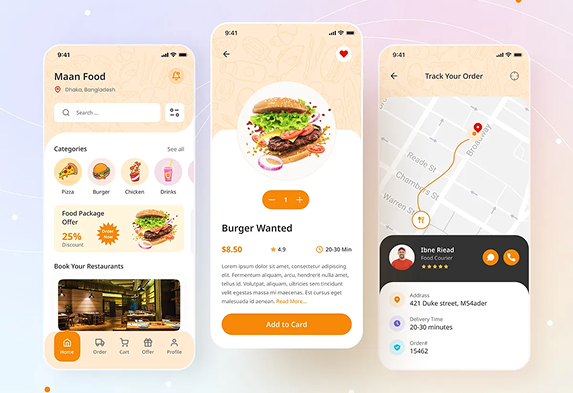 9:41
Maan Food
Dhaka, Bangladesh
Search...
Categories
See all
Pizza
Burger
Chicken
Drinks
Food Package
Offer
25%
Discount
Order
Now
Book Your Restaurants
Home
Order
Cart
Offer
Profile
9:41
1
Burger Wanted
$8.50
4.9
20-30 Min
Lorem ipsum dolor sit amet, consectetur adipiscing
elit. Fermentum aliquam, arcu, hendrerit metus,
tellus id. Volutpat, aliquam, ultricies sem tincidunt
velit egestas massa mi maecenas. Est cursus eget
malesuada id aenean. Read More...
Add to Card
9:41
Track Your Order
Broadway
Reade St
Chambers St
Warren St
Ibne Riead
Food Courier
Addrass
421 Duke street, M54ader
Delivery Time
20-30 minutes
Order#
15462